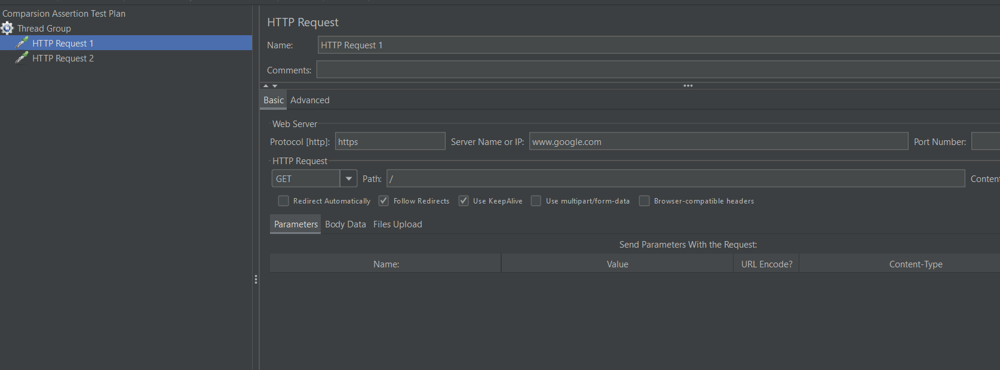 Comparsion Assertion Test Plan
Thread Group
HTTP Request 1
HTTP Request 2
HTTP Request
Name: HTTP Request 1
Comments:
Basic Advanced
Web Server
Protocol [http]: https Server Name or IP: www.google.com Port Number:
HTTP Request
GET Path: / Conten
Redirect Automatically Follow Redirects Use KeepAlive Use multipart/form-data Browser-compatible headers
Parameters Body Data Files Upload
Send Parameters With the Request:
Name: Value URL Encode? Content-Type